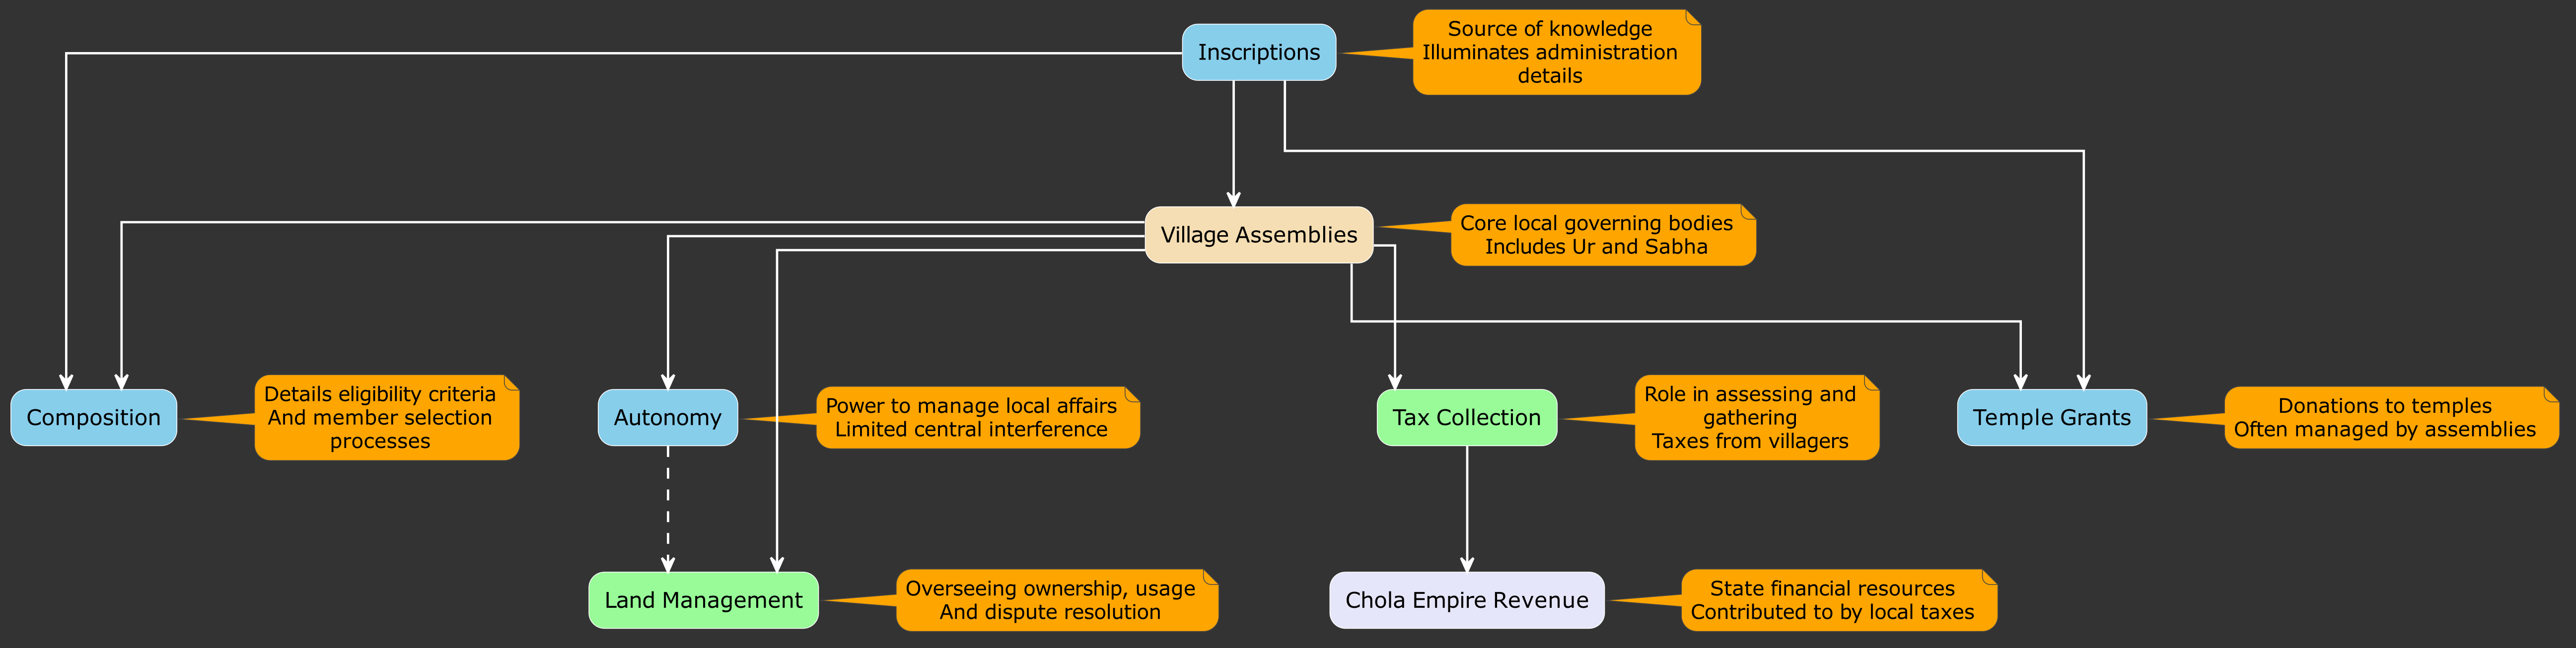 Inscriptions
Source of knowledge
Illuminates administration
details
Village Assemblies
Core local governing bodies
Includes Ur and Sabha
Composition
Details eligibility criteria
And member selection
processes
Autonomy
Power to manage local affairs
Limited central interference
Tax Collection
Role in assessing and
gathering
Taxes from villagers
Temple Grants
Donations to temples
Often managed by assemblies
Land Management
Overseeing ownership, usage
And dispute resolution
Chola Empire Revenue
State financial resources
Contributed to by local taxes